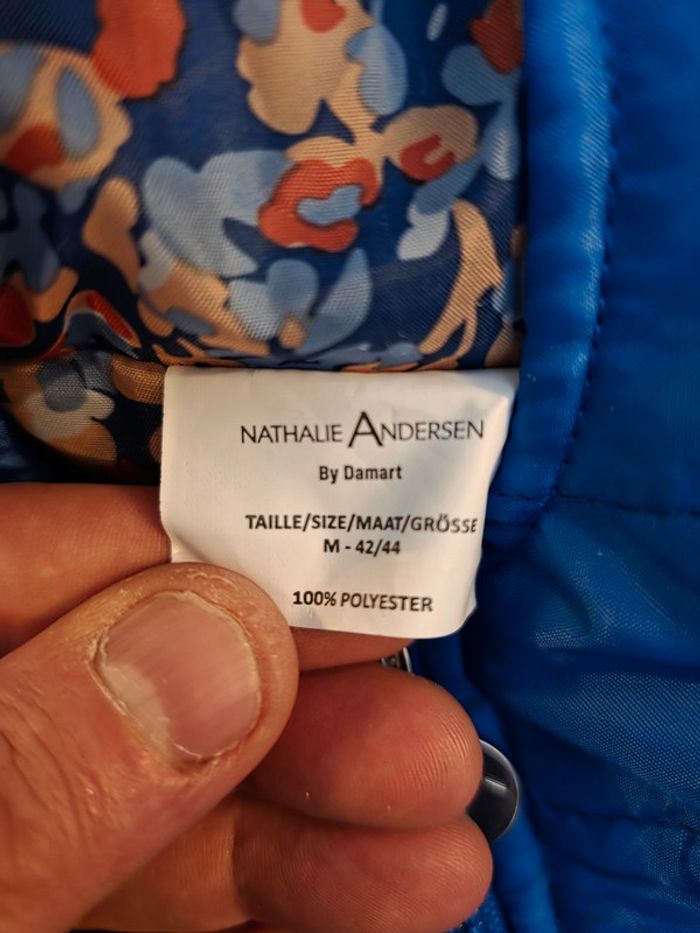 NATHALIE ANDERSEN
By Damart
TAILLE/SIZE/MAAT/GRÖSSE
M - 42/44
100% POLYESTER